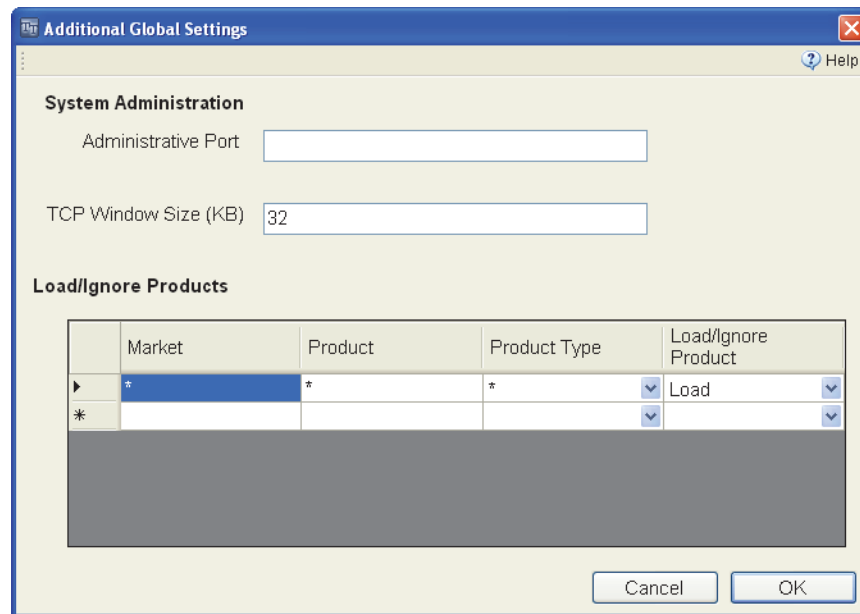 Additional Global Settings
Help
System Administration
Administrative Port
TCP Window Size (KB) 32
Load/Ignore Products
Market Product Product Type Load/Ignore Product
* * * Load
Cancel OK